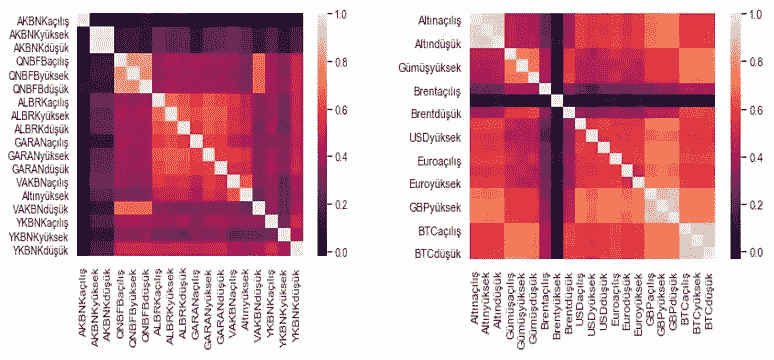 AKBNKaçılış
AKBNKyüksek
AKBNKdüşük
QNBFBaçılış
QNBFByüksek
QNBFBdüşük
ALBRKaçılış
ALBRKyüksek
ALBRKdüşük
GARANaçılış
GARANyüksek
GARANdüşük
VAKBNaçılış
Altınyüksek
VAKBNdüşük
YKBNKaçılış
YKBNKyüksek
YKBNKdüşük
AKBNKaçılış
AKBNKyüksek
AKBNKdüşük
QNBFBaçılış
QNBFByüksek
QNBFBdüşük
ALBRKaçılış
ALBRKyüksek
ALBRKdüşük
GARANaçılış
GARANyüksek
GARANdüşük
VAKBNaçılış
Altınyüksek
VAKBNdüşük
YKBNKaçılış
YKBNKyüksek
YKBNKdüşük
1.0
0.8
0.6
0.4
0.2
0.0
Altınaçılış
Altındüşük
Gümüşyüksek
Brentaçılış
Brentdüşük
USDyüksek
Euroaçılış
Euroyüksek
GBPyüksek
BTCaçılış
BTCdüşük
Altınaçılış
Altınyüksek
Altındüşük
Gümüşaçılış
Gümüşyüksek
Gümüşdüşük
Brentaçılış
Brentyüksek
Brentdüşük
USDaçılış
USDyüksek
USDdüşük
Euroaçılış
Eurodüşük
Euroyüksek
GBPaçılış
GBPyüksek
GBPdüşük
BTCaçılış
BTCyüksek
BTCdüşük
1.0
0.8
0.6
0.4
0.2
0.0